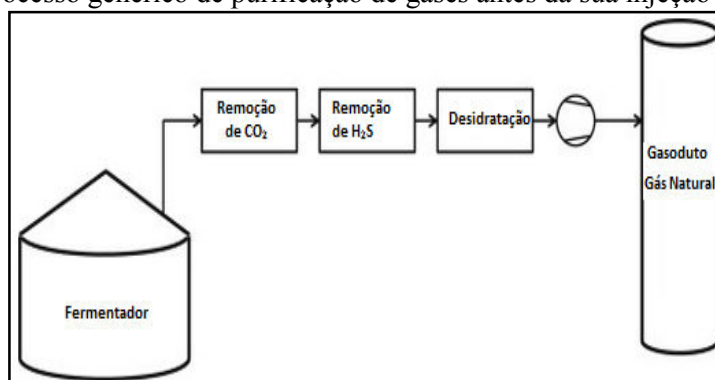 ocesso genérico de purificação de gases antes da sua injeção
Remoção
de CO₂
Remoção
de H₂S
Desidratação
Gasoduto
Gás Natural
Fermentador